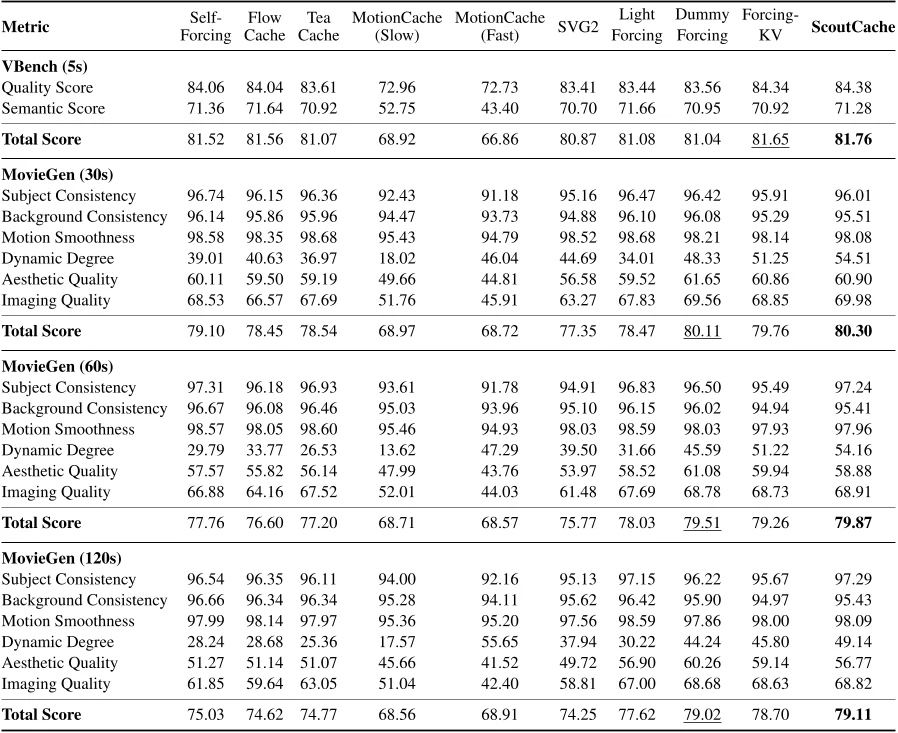 Metric Self-Forcing Flow Cache Tea Cache MotionCache (Slow) MotionCache (Fast) SVG2 Light Forcing Dummy Forcing Forcing-KV ScoutCache
VBench (5s)
Quality Score 84.06 84.04 83.61 72.96 72.73 83.41 83.44 83.56 84.34 84.38
Semantic Score 71.36 71.64 70.92 52.75 43.40 70.70 71.66 70.95 70.92 71.28
Total Score 81.52 81.56 81.07 68.92 66.86 80.87 81.08 81.04 81.65 81.76
MovieGen (30s)
Subject Consistency 96.74 96.15 96.36 92.43 91.18 95.16 96.47 96.42 95.91 96.01
Background Consistency 96.14 95.86 95.96 94.47 93.73 94.88 96.10 96.08 95.29 95.51
Motion Smoothness 98.58 98.35 98.68 95.43 94.79 98.52 98.68 98.21 98.14 98.08
Dynamic Degree 39.01 40.63 36.97 18.02 46.04 44.69 34.01 48.33 51.25 54.51
Aesthetic Quality 60.11 59.50 59.19 49.66 44.81 56.58 59.52 61.65 60.86 60.90
Imaging Quality 68.53 66.57 67.69 51.76 45.91 63.27 67.83 69.56 68.85 69.98
Total Score 79.10 78.45 78.54 68.97 68.72 77.35 78.47 80.11 79.76 80.30
MovieGen (60s)
Subject Consistency 97.31 96.18 96.93 93.61 91.78 94.91 96.83 96.50 95.49 97.24
Background Consistency 96.67 96.08 96.46 95.03 93.96 95.10 96.15 96.02 94.94 95.41
Motion Smoothness 98.57 98.05 98.60 95.46 94.93 98.03 98.59 98.03 97.93 97.96
Dynamic Degree 29.79 33.77 26.53 13.62 47.29 39.50 31.66 45.59 51.22 54.16
Aesthetic Quality 57.57 55.82 56.14 47.99 43.76 53.97 58.52 61.08 59.94 58.88
Imaging Quality 66.88 64.16 67.52 52.01 44.03 61.48 67.69 68.78 68.73 68.91
Total Score 77.76 76.60 77.20 68.71 68.57 75.77 78.03 79.51 79.26 79.87
MovieGen (120s)
Subject Consistency 96.54 96.35 96.11 94.00 92.16 95.13 97.15 96.22 95.67 97.29
Background Consistency 96.66 96.34 96.34 95.28 94.11 95.62 96.42 95.90 94.97 95.43
Motion Smoothness 97.99 98.14 97.97 95.36 95.20 97.56 98.59 97.86 98.00 98.09
Dynamic Degree 28.24 28.68 25.36 17.57 55.65 37.94 30.22 44.24 45.80 49.14
Aesthetic Quality 51.27 51.14 51.07 45.66 41.52 49.72 56.90 60.26 59.14 56.77
Imaging Quality 61.85 59.64 63.05 51.04 42.40 58.81 67.00 68.68 68.63 68.82
Total Score 75.03 74.62 74.77 68.56 68.91 74.25 77.62 79.02 78.70 79.11